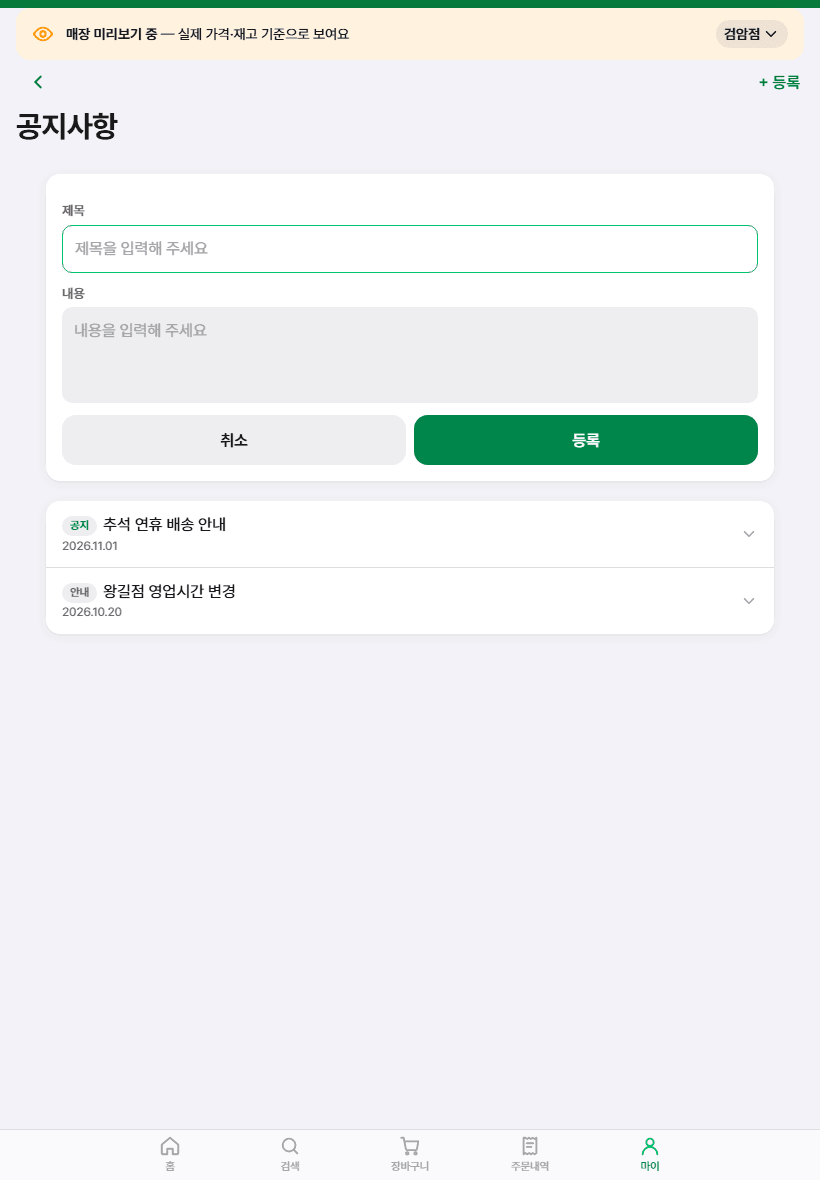 매장 미리보기 중 — 실제 가격·재고 기준으로 보여요
검암점
+ 등록
공지사항
제목
제목을 입력해 주세요
내용
내용을 입력해 주세요
취소
등록
공지 추석 연휴 배송 안내
2026.11.01
안내 왕길점 영업시간 변경
2026.10.20
홈
검색
장바구니
주문내역
마이